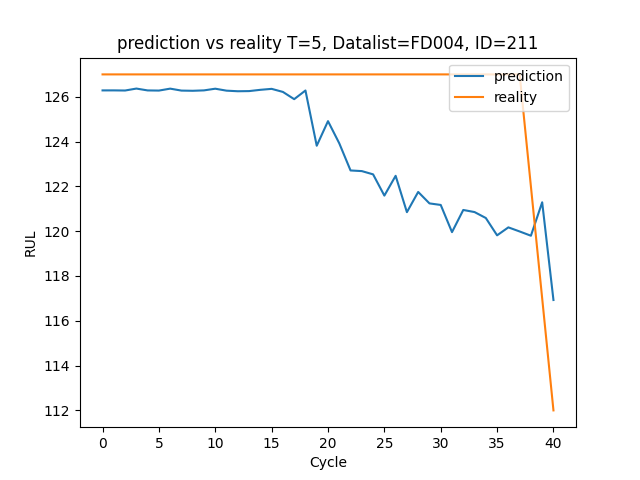 prediction vs reality T=5, Datalist=FD004, ID=211
prediction
reality
126
124
122
120
118
116
114
112
RUL
0 5 10 15 20 25 30 35 40
Cycle